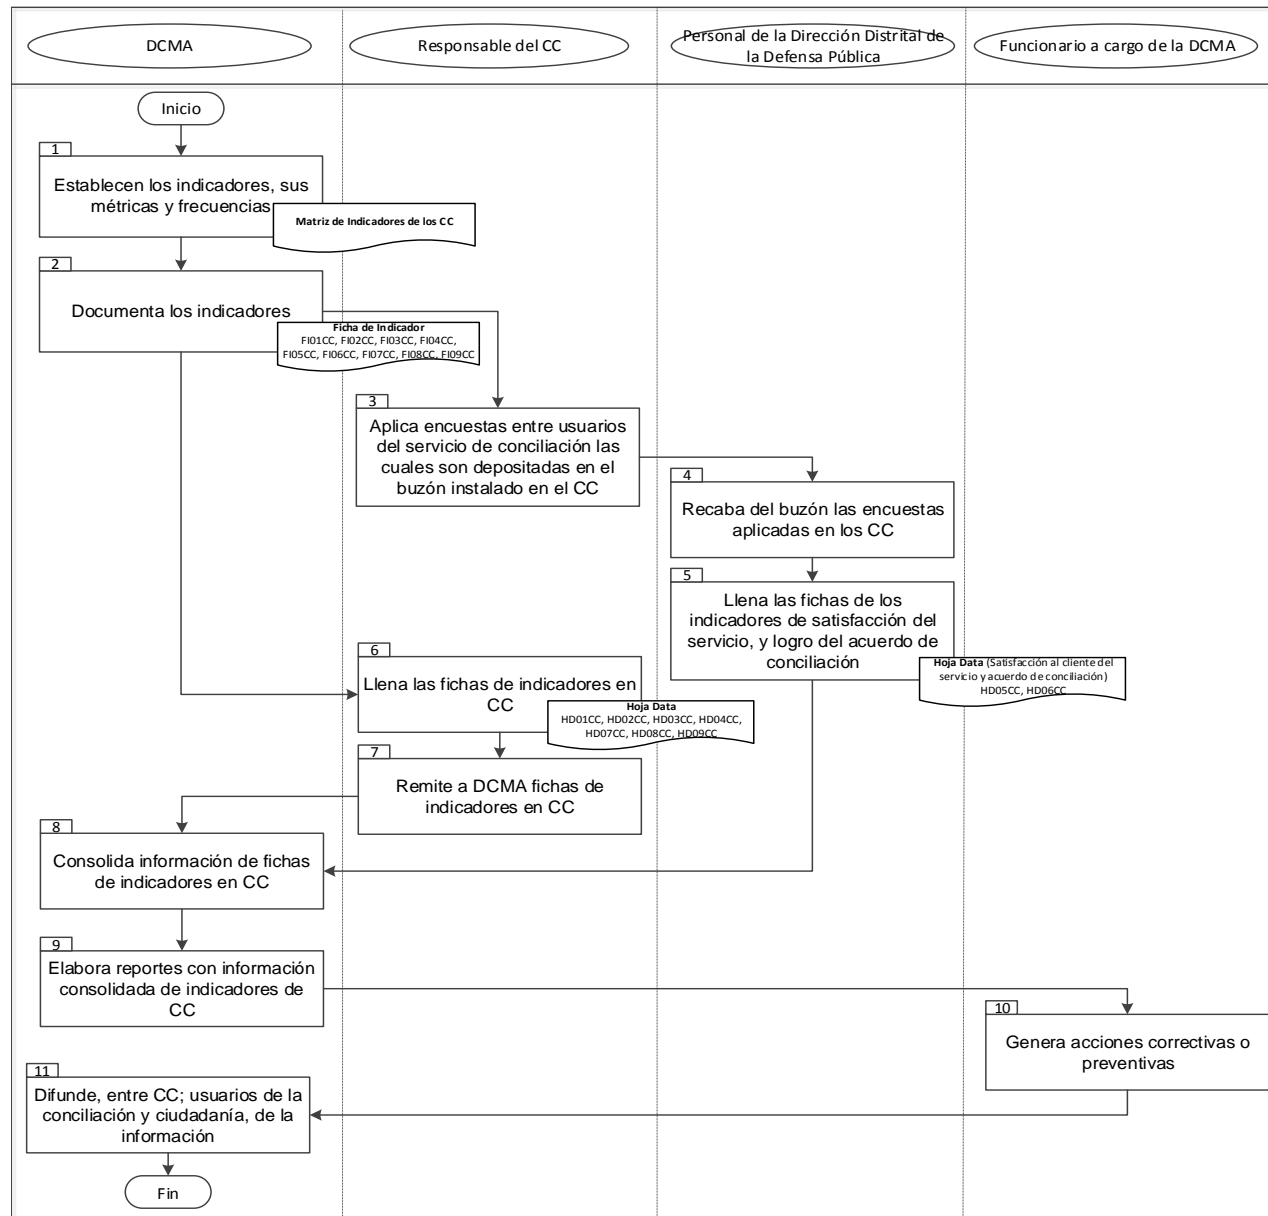 DCMA
Responsable del CC
Personal de la Dirección Distrital de
la Defensa Pública
Funcionario a cargo de la DCMA
Inicio
1
Establecen los indicadores, sus
métricas y frecuencias
Matriz de Indicadores de los CC
2
Documenta los indicadores
Ficha de Indicador
FI01CC, FI02CC, FI03CC, FI04CC,
FI05CC, FI06CC, FI07CC, FI08CC, FI09CC
3
Aplica encuestas entre usuarios
del servicio de conciliación las
cuales son depositadas en el
buzón instalado en el CC
4
Recaba del buzón las encuestas
aplicadas en los CC
5
Llena las fichas de los
indicadores de satisfacción del
servicio, y logro del acuerdo de
conciliación
Hoja Data (Satisfacción al cliente del
servicio y acuerdo de conciliación)
HD05CC, HD06CC
6
Llena las fichas de indicadores en
CC
Hoja Data
HD01CC, HD02CC, HD03CC, HD04CC,
HD07CC, HD08CC, HD09CC
7
Remite a DCMA fichas de
indicadores en CC
8
Consolida información de fichas
de indicadores en CC
9
Elabora reportes con información
consolidada de indicadores de
CC
10
Genera acciones correctivas o
preventivas
11
Difunde, entre CC; usuarios de la
conciliación y ciudadanía, de la
información
Fin